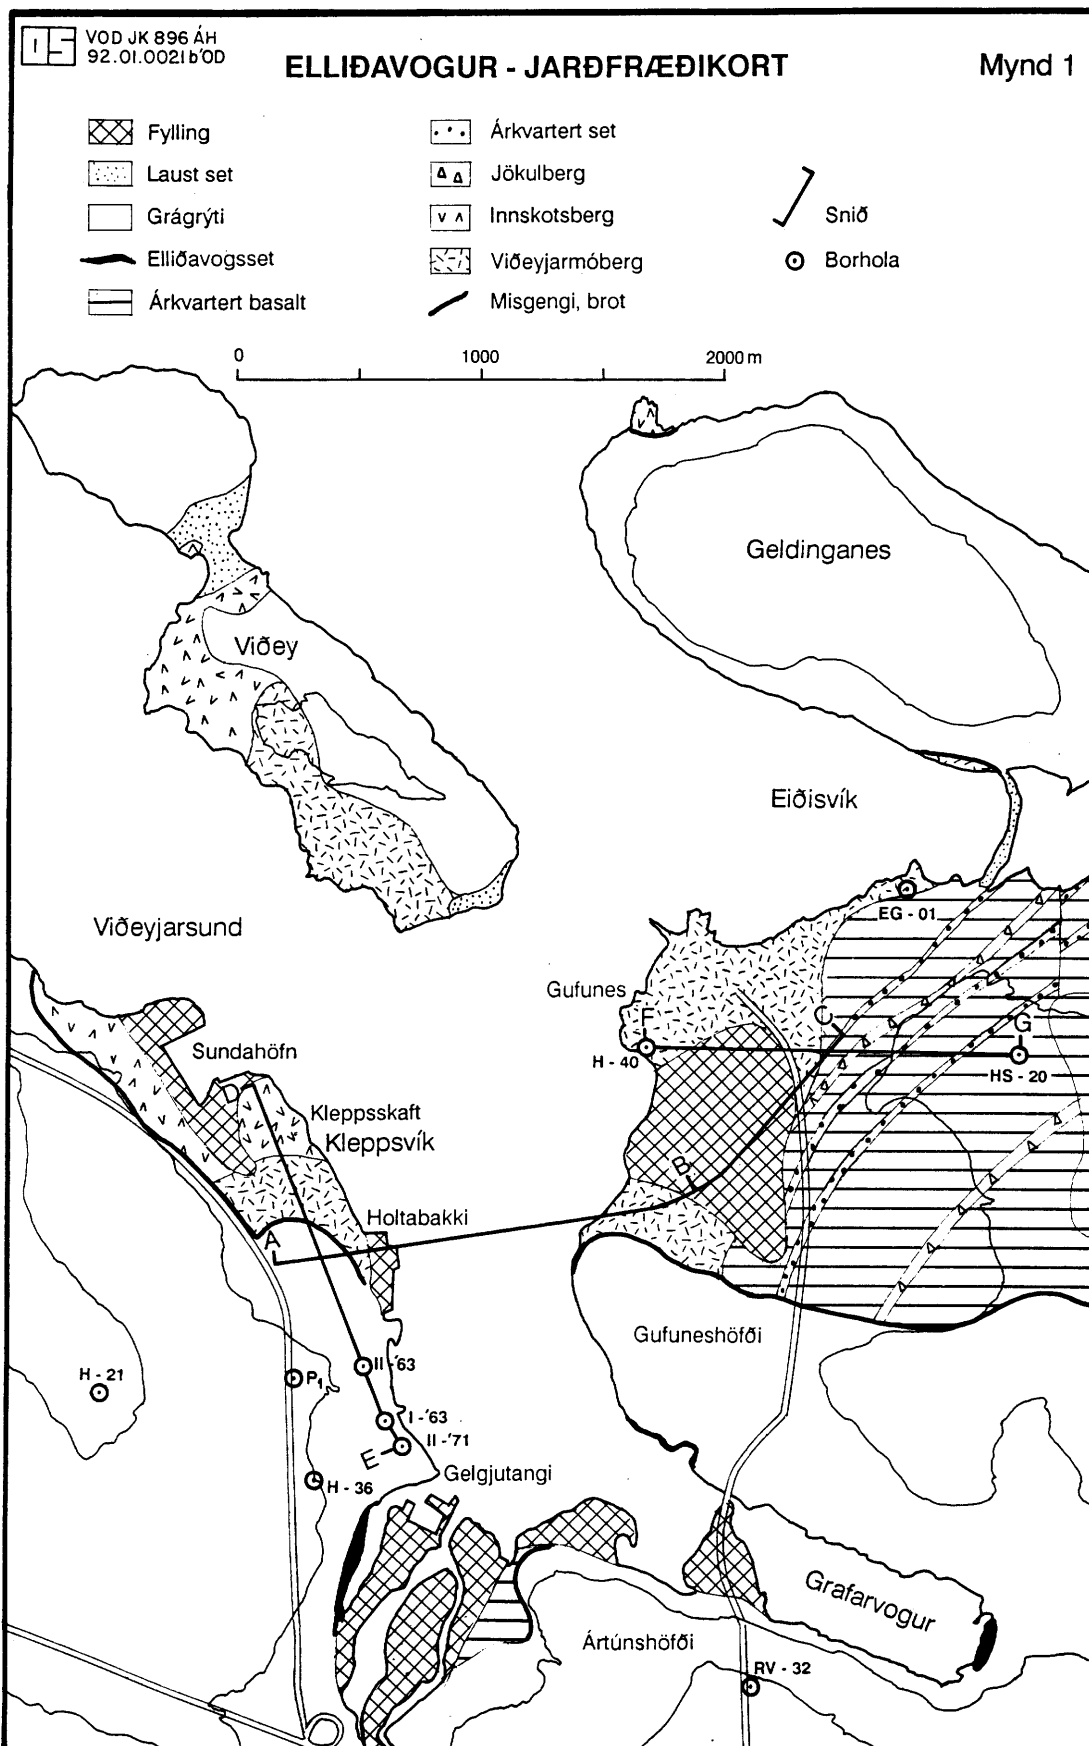 OS
VOD JK 896 ÁH
92.01.0021 b'OD
ELLIÐAVOGUR - JARÐFRÆÐIKORT
Mynd 1
Fylling
Laust set
Grágrýti
Elliðavogsset
Árkvartert basalt
Árkvartert set
Jökulberg
Innskotsberg
Viðeyjarmóberg
Misgengi, brot
Snið
Borhola
0 1000 2000 m
Geldinganes
Viðey
Eiðisvík
EG - 01
Viðeyjarsund
Gufunes
F
C
G
H - 40
HS - 20
Sundahöfn
D
Kleppsskaft
Kleppsvík
B
Holtabakki
A
Gufuneshöfði
II -'63
H - 21
P1
I -'63
II -'71
E
Gelgjutangi
H - 36
Grafarvogur
Ártúnshöfði
RV - 32